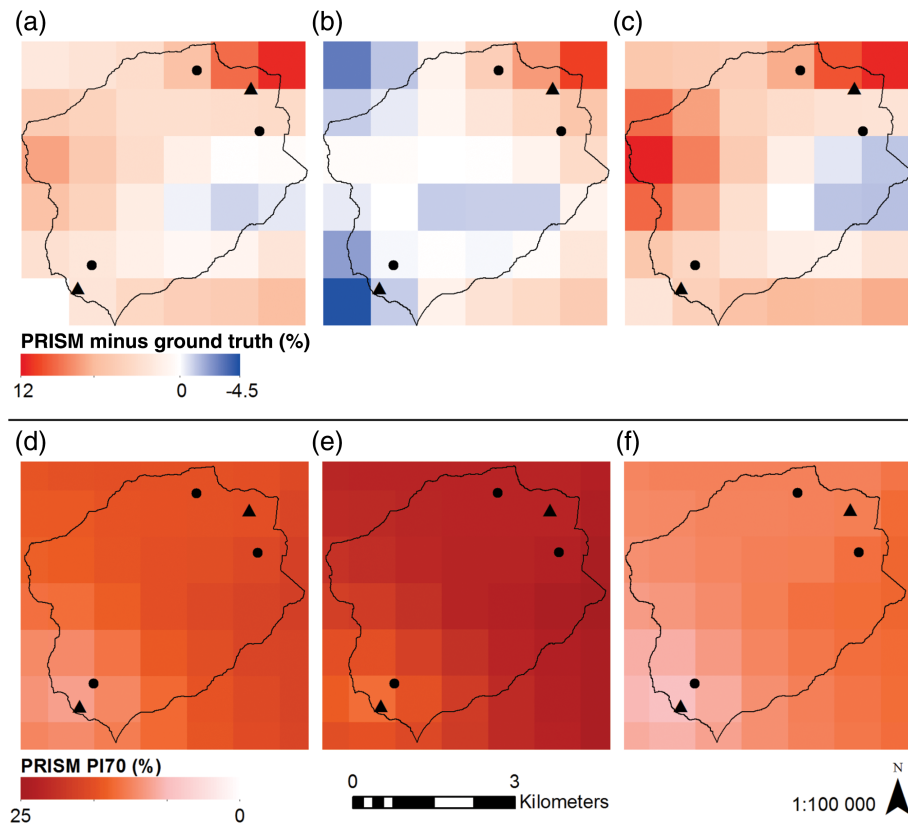 (a) (b) (c)
PRISM minus ground truth (%)
12 0 -4.5
(d) (e) (f)
PRISM PI70 (%)
25 0
0 3
Kilometers
1:100 000
N